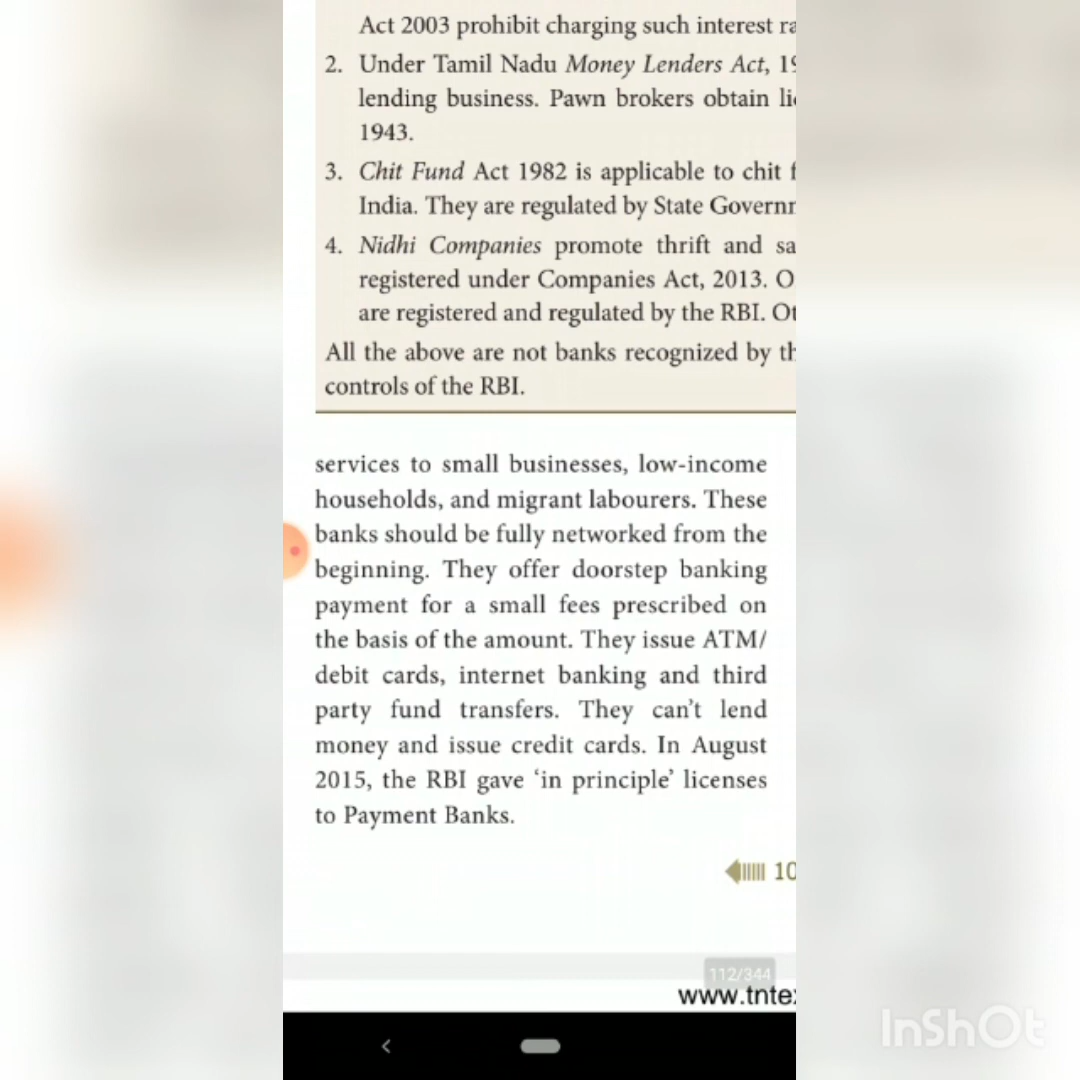 Act 2003 prohibit charging such interest
2. Under Tamil Nadu Money Lenders Act,
lending business. Pawn brokers obtain
1943.
3. Chit Fund Act 1982 is applicable to chit
India. They are regulated by State
4. Nidhi Companies promote thrift and
registered under Companies Act, 2013.
are registered and regulated by the RBI.
All the above are not banks recognized by
controls of the RBI.
services to small businesses, low-income
households, and migrant labourers. These
banks should be fully networked from the
beginning. They offer doorstep banking
payment for a small fees prescribed on
the basis of the amount. They issue ATM/
debit cards, internet banking and third
party fund transfers. They can't lend
money and issue credit cards. In August
2015, the RBI gave 'in principle' licenses
to Payment Banks.
10
112/344
www.tnte
InShOt